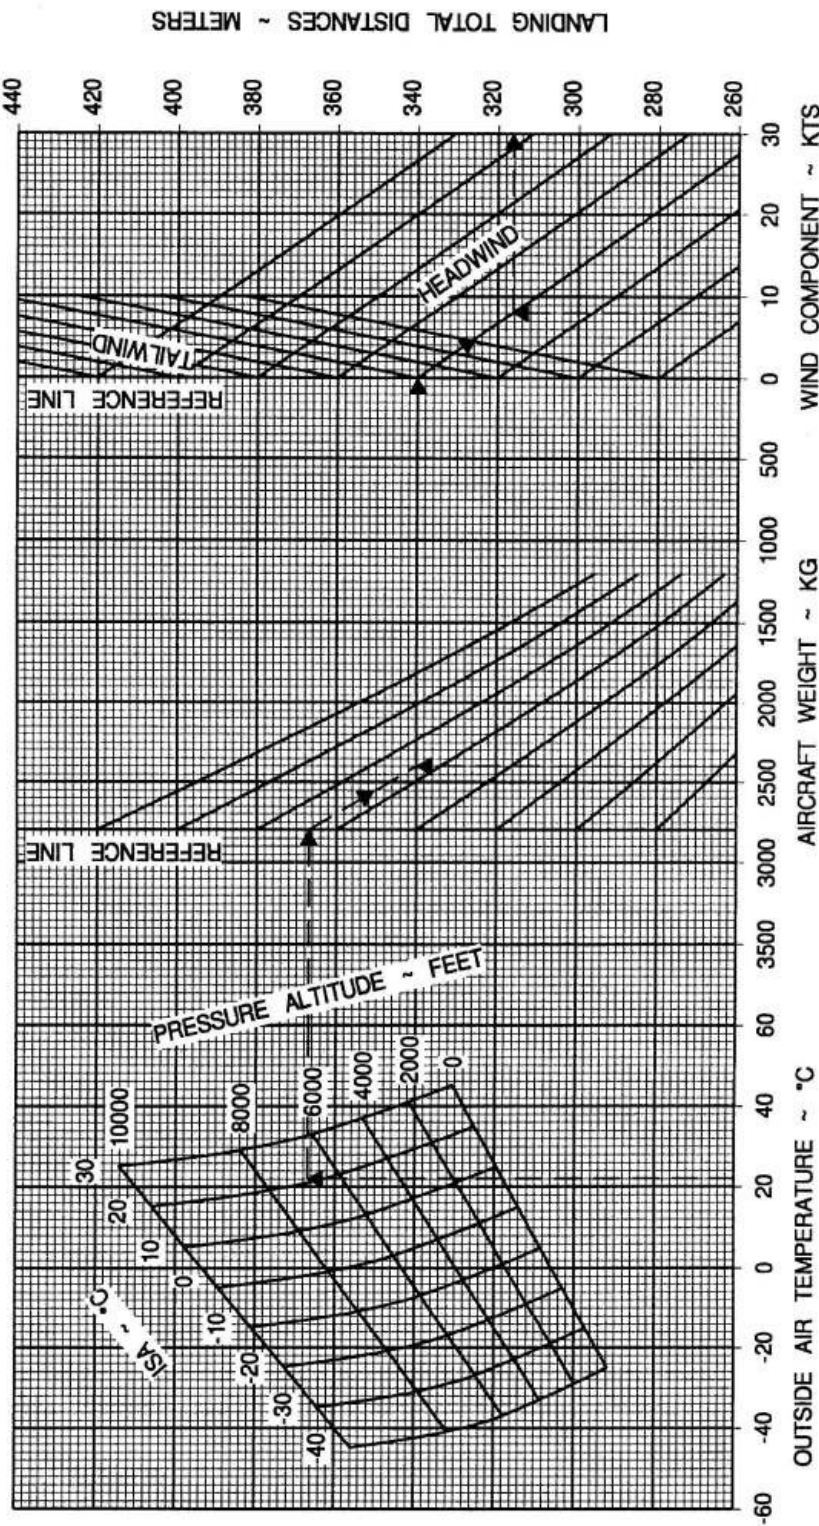 LANDING TOTAL DISTANCES ~ METERS
440 420 400 380 360 340 320 300 280 260
30
20
10
0
WIND COMPONENT ~ KTS
TAILWIND
HEADWIND
REFERENCE LINE
500
1000
1500
2000
2500
3000
3500
AIRCRAFT WEIGHT ~ KG
REFERENCE LINE
PRESSURE ALTITUDE ~ FEET
10000
8000
6000
4000
2000
0
ISA ~ °C
30
20
10
0
-10
-20
-30
-40
60
40
20
0
-20
-40
-60
OUTSIDE AIR TEMPERATURE ~ °C